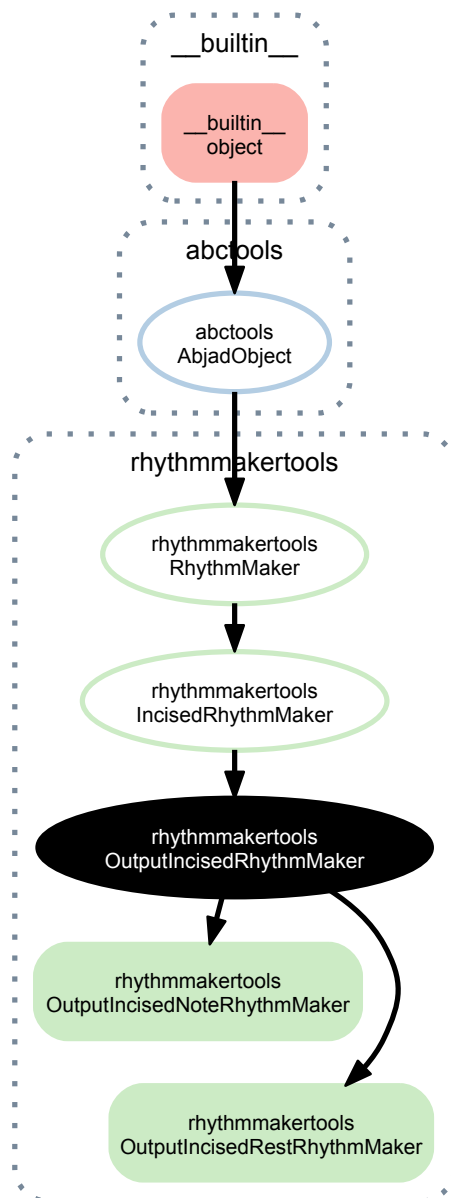 __builtin__
__builtin__
object
abctools
abctools
AbjadObject
rhythmmakertools
rhythmmakertools
RhythmMaker
rhythmmakertools
IncisedRhythmMaker
rhythmmakertools
OutputIncisedRhythmMaker
rhythmmakertools
OutputIncisedNoteRhythmMaker
rhythmmakertools
OutputIncisedRestRhythmMaker